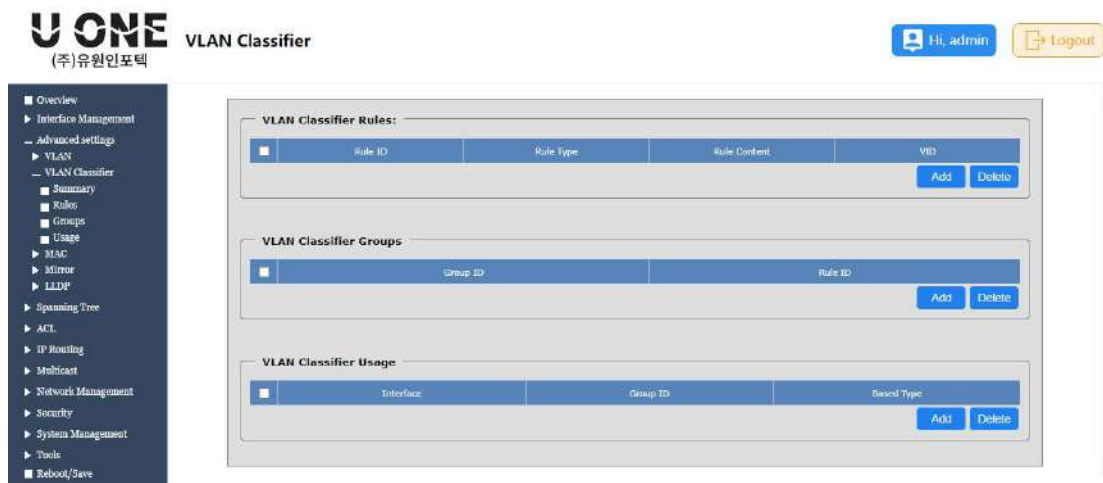 U ONE
(주)유원인포텍
VLAN Classifier
Hi, admin
Logout
Overview
Interface Management
Advanced settings
VLAN
VLAN Classifier
Summary
Rules
Groups
Usage
MAC
Mirror
LLDP
Spanning Tree
ACL
IP Routing
Multicast
Network Management
Security
System Management
Tools
Reboot/Save
VLAN Classifier Rules:
Rule ID Rule Type Rule Content VID
Add Delete
VLAN Classifier Groups
Group ID Rule ID
Add Delete
VLAN Classifier Usage
Interface Group ID Based Type
Add Delete